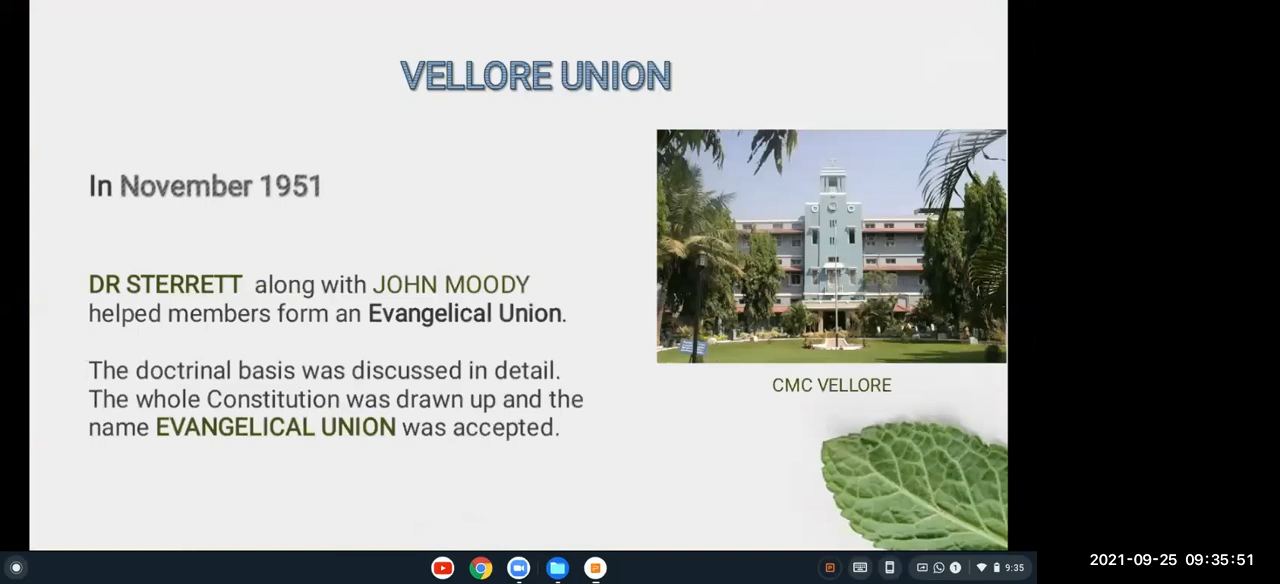 VELLORE UNION
In November 1951
DR STERRETT along with JOHN MOODY
helped members form an Evangelical Union.
The doctrinal basis was discussed in detail.
The whole Constitution was drawn up and the
name EVANGELICAL UNION was accepted.
CMC VELLORE
1
9:35
2021-09-25 09:35:51